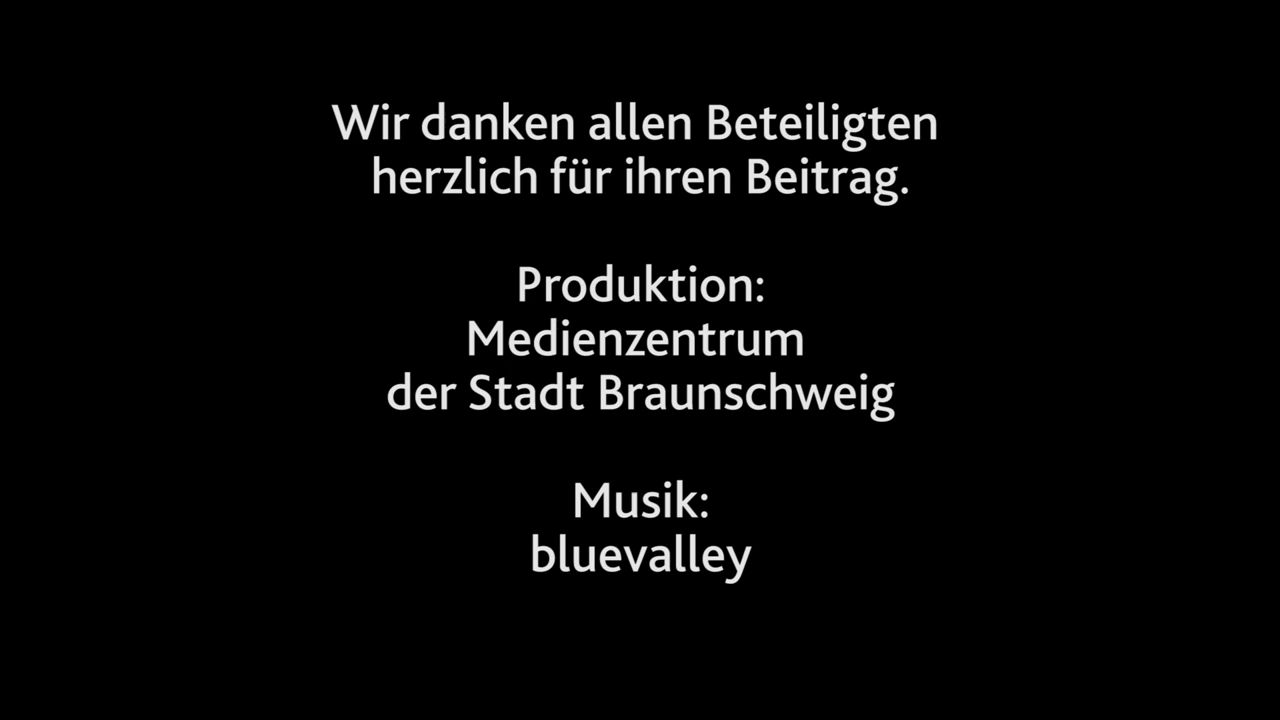 Wir danken allen Beteiligten
herzlich für ihren Beitrag.
Produktion:
Medienzentrum
der Stadt Braunschweig
Musik:
bluevalley